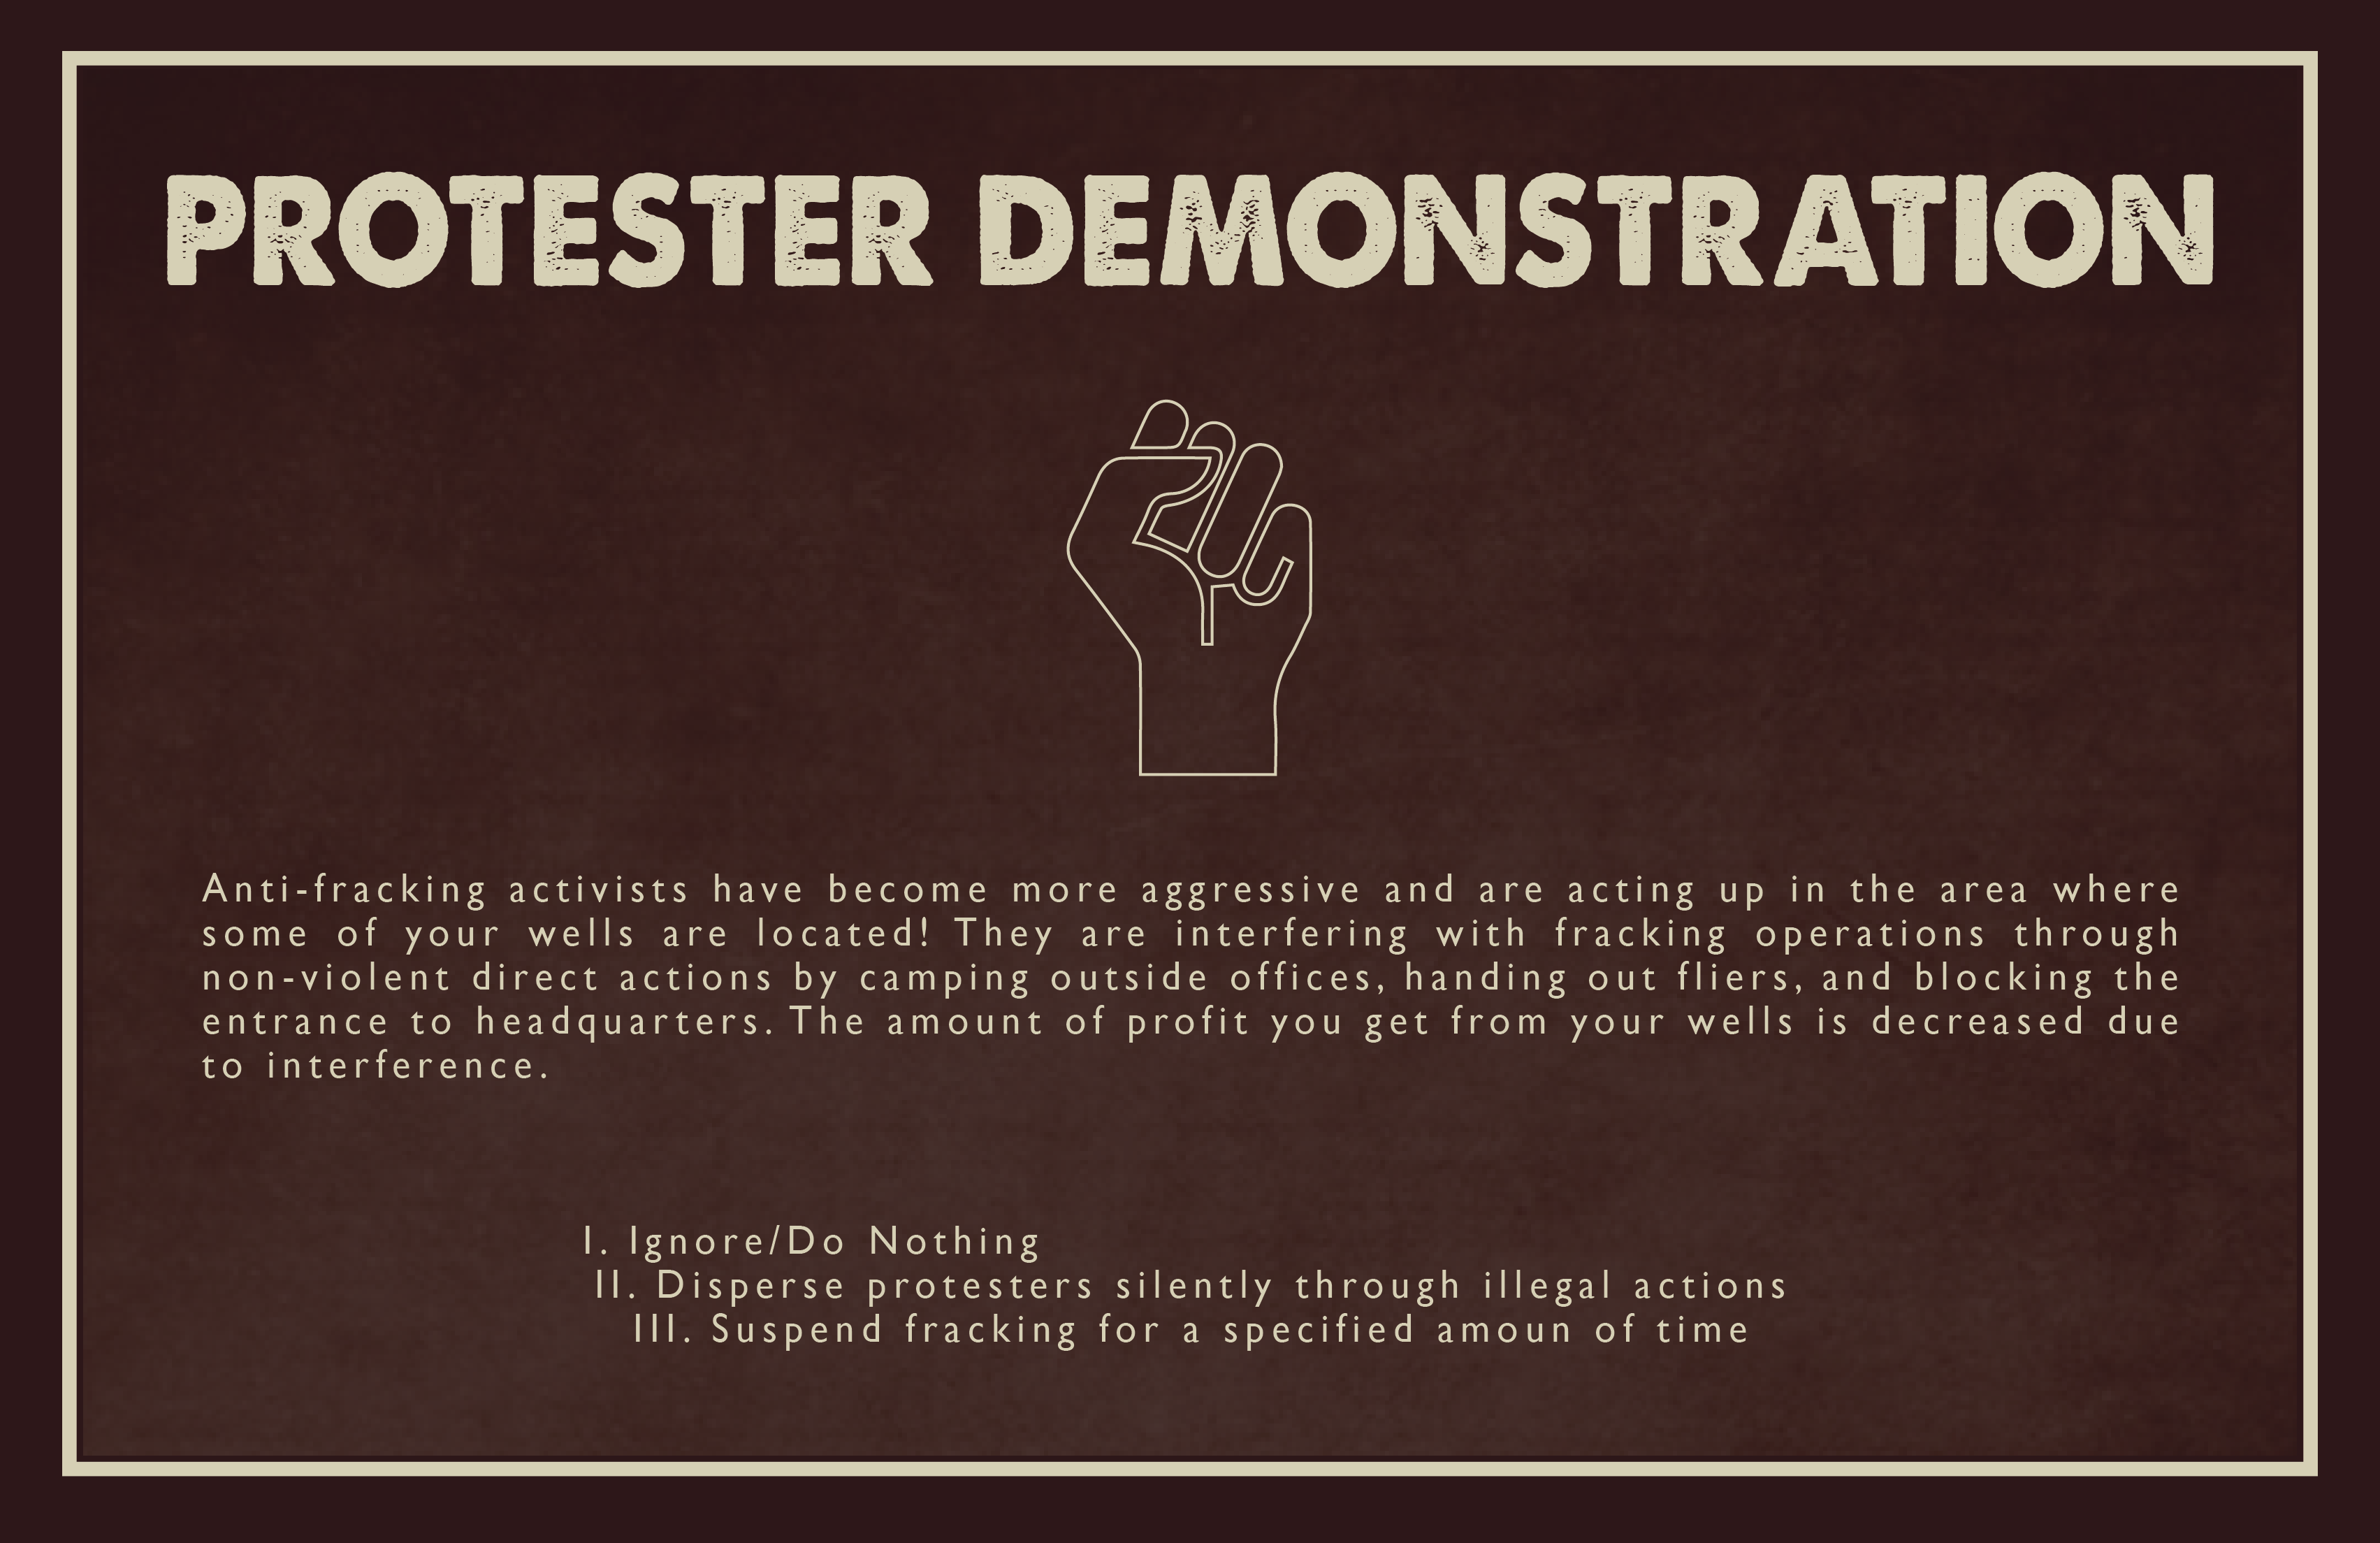 PROTESTER DEMONSTRATION
Anti-fracking activists have become more aggressive and are acting up in the area where
some of your wells are located! They are interfering with fracking operations through
non-violent direct actions by camping outside offices, handing out fliers, and blocking the
entrance to headquarters. The amount of profit you get from your wells is decreased due
to interference.
I. Ignore/Do Nothing
II. Disperse protesters silently through illegal actions
III. Suspend fracking for a specified amoun of time